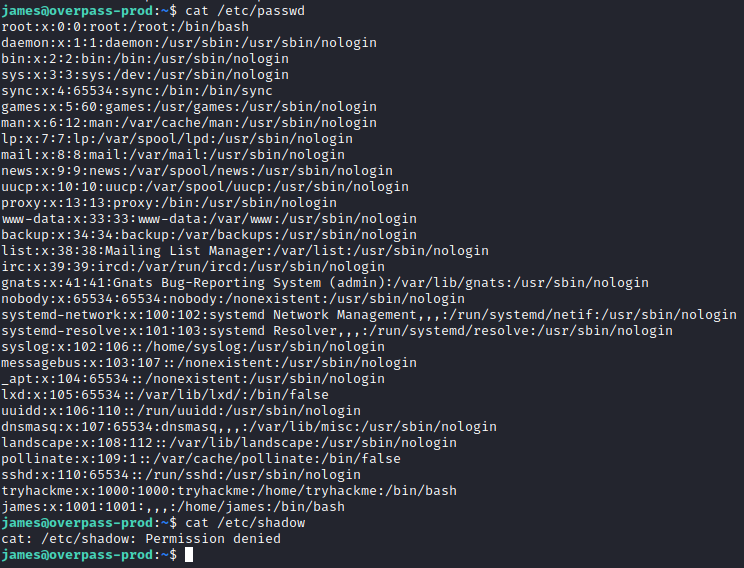 james@overpass-prod:~$ cat /etc/passwd
root:x:0:0:root:/root:/bin/bash
daemon:x:1:1:daemon:/usr/sbin:/usr/sbin/nologin
bin:x:2:2:bin:/bin:/usr/sbin/nologin
sys:x:3:3:sys:/dev:/usr/sbin/nologin
sync:x:4:65534:sync:/bin:/bin/sync
games:x:5:60:games:/usr/games:/usr/sbin/nologin
man:x:6:12:man:/var/cache/man:/usr/sbin/nologin
lp:x:7:7:lp:/var/spool/lpd:/usr/sbin/nologin
mail:x:8:8:mail:/var/mail:/usr/sbin/nologin
news:x:9:9:news:/var/spool/news:/usr/sbin/nologin
uucp:x:10:10:uucp:/var/spool/uucp:/usr/sbin/nologin
proxy:x:13:13:proxy:/bin:/usr/sbin/nologin
www-data:x:33:33:www-data:/var/www:/usr/sbin/nologin
backup:x:34:34:backup:/var/backups:/usr/sbin/nologin
list:x:38:38:Mailing List Manager:/var/list:/usr/sbin/nologin
irc:x:39:39:ircd:/var/run/ircd:/usr/sbin/nologin
gnats:x:41:41:Gnats Bug-Reporting System (admin):/var/lib/gnats:/usr/sbin/nologin
nobody:x:65534:65534:nobody:/nonexistent:/usr/sbin/nologin
systemd-network:x:100:102:systemd Network Management,,,:/run/systemd/netif:/usr/sbin/nologin
systemd-resolve:x:101:103:systemd Resolver,,,:/run/systemd/resolve:/usr/sbin/nologin
syslog:x:102:106::/home/syslog:/usr/sbin/nologin
messagebus:x:103:107::/nonexistent:/usr/sbin/nologin
_apt:x:104:65534::/nonexistent:/usr/sbin/nologin
lxd:x:105:65534::/var/lib/lxd/:/bin/false
uuidd:x:106:110::/run/uuidd:/usr/sbin/nologin
dnsmasq:x:107:65534:dnsmasq,,,:/var/lib/misc:/usr/sbin/nologin
landscape:x:108:112::/var/lib/landscape:/usr/sbin/nologin
pollinate:x:109:1::/var/cache/pollinate:/bin/false
sshd:x:110:65534::/run/sshd:/usr/sbin/nologin
tryhackme:x:1000:1000:tryhackme:/home/tryhackme:/bin/bash
james:x:1001:1001:,,,:/home/james:/bin/bash
james@overpass-prod:~$ cat /etc/shadow
cat: /etc/shadow: Permission denied
james@overpass-prod:~$